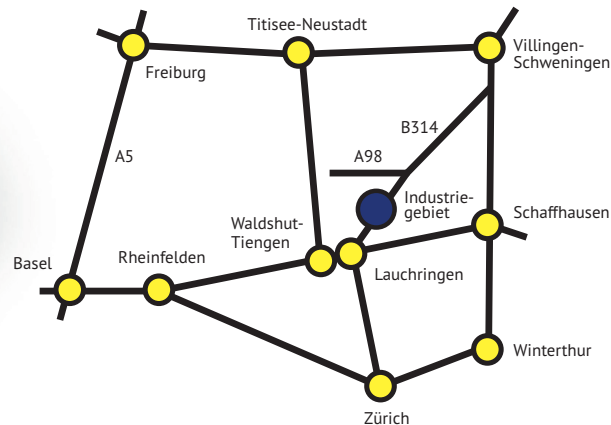 Titisee-Neustadt
Villingen-
Schweningen
Freiburg
B314
A5
A98
Industrie-
gebiet
Schaffhausen
Waldshut-
Tiengen
Basel
Rheinfelden
Lauchringen
Winterthur
Zürich